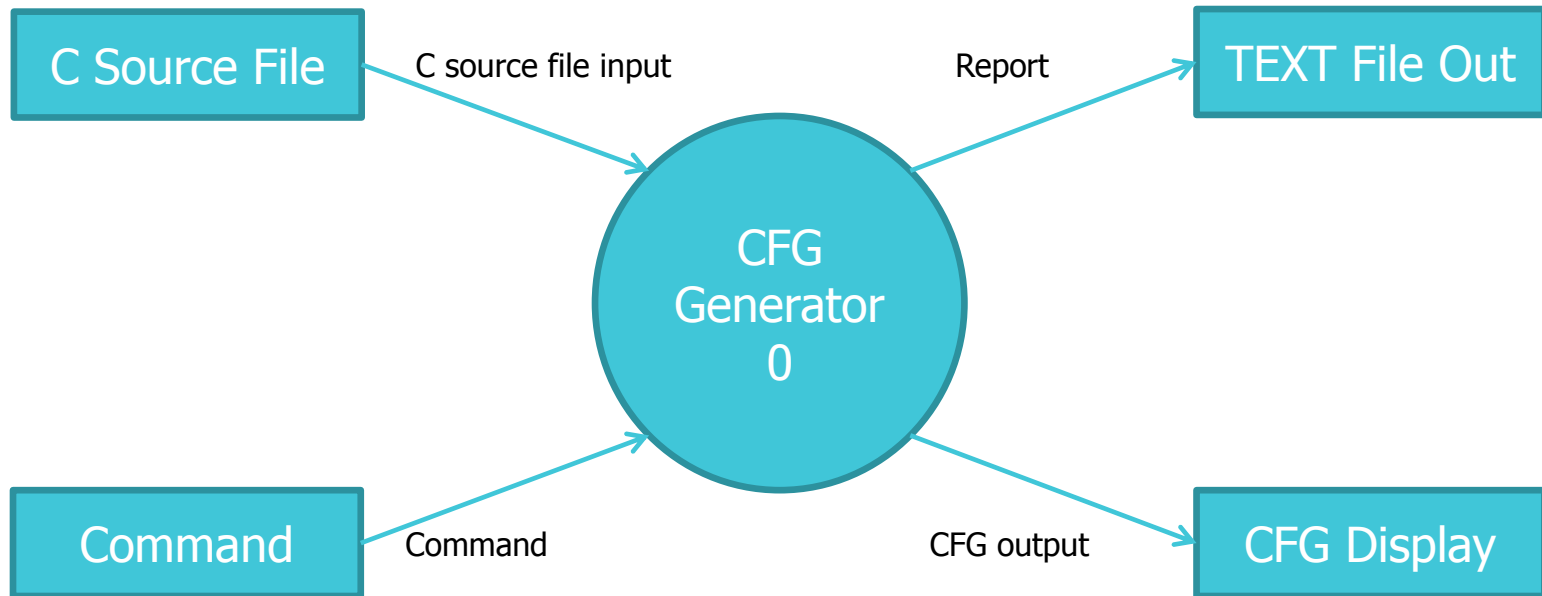 C Source File
C source file input
Report
TEXT File Out
CFG
Generator
0
Command
Command
CFG output
CFG Display